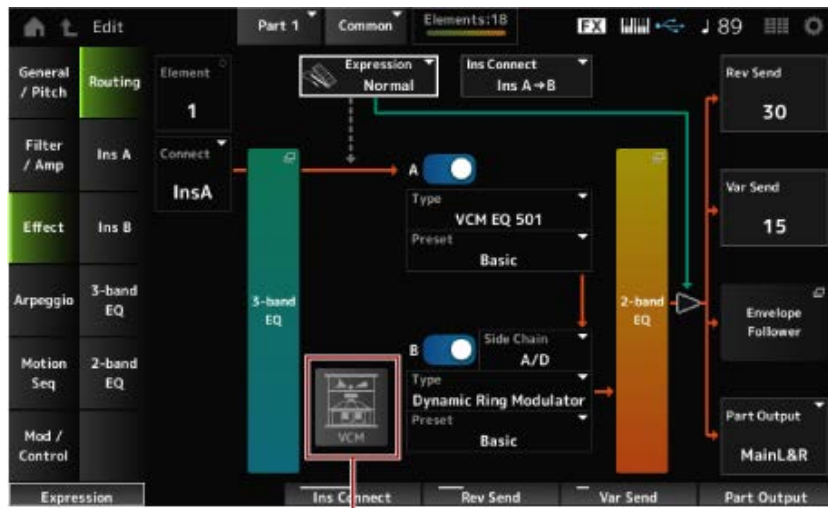 Edit
Part 1
Common
Elements:18
FX
♩ 89
General / Pitch
Filter / Amp
Effect
Arpeggio
Motion Seq
Mod / Control
Routing
Ins A
Ins B
3-band EQ
2-band EQ
Element
1
Connect
InsA
Expression
Normal
Ins Connect
Ins A→B
3-band EQ
A
Type
VCM EQ 501
Preset
Basic
B
Side Chain
A/D
Type
Dynamic Ring Modulator
Preset
Basic
VCM
2-band EQ
Rev Send
30
Var Send
15
Envelope Follower
Part Output
MainL&R
Expression
Ins Connect
Rev Send
Var Send
Part Output